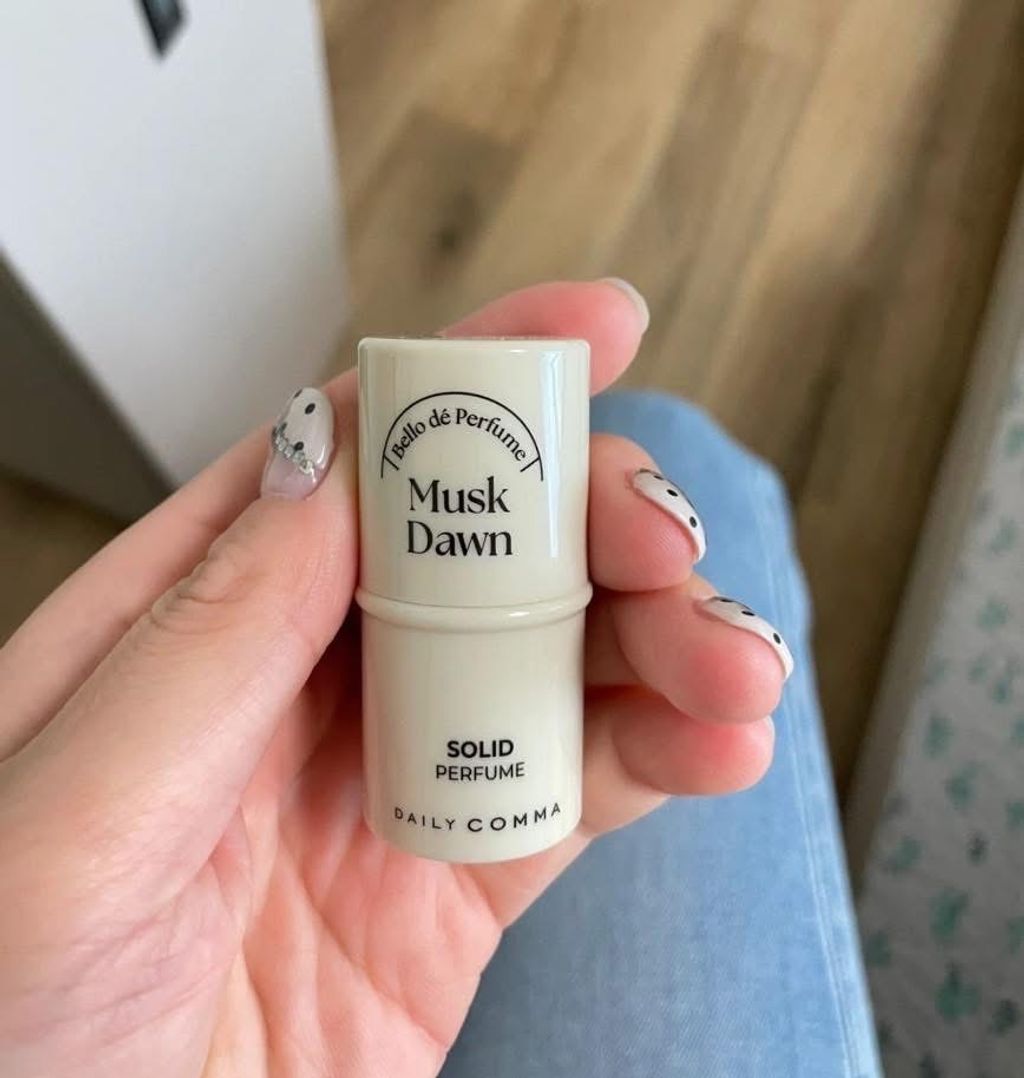 Bello dé Perfume
Musk
Dawn
SOLID
PERFUME
DAILY COMMA